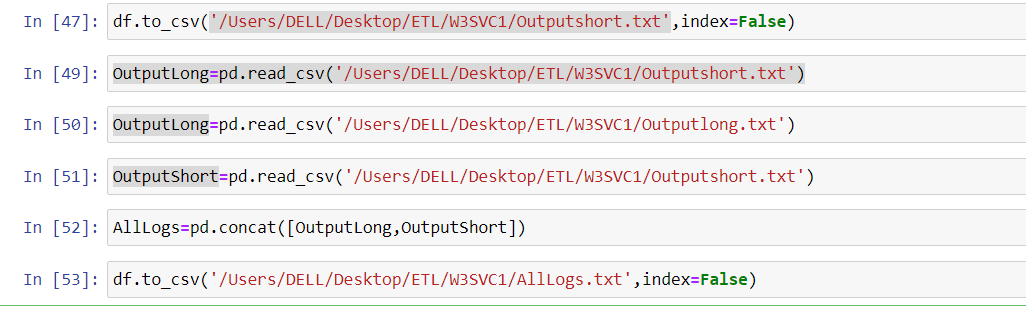 In [47]: df.to_csv('/Users/DELL/Desktop/ETL/W3SVC1/Outputshort.txt',index=False)
In [49]: OutputLong=pd.read_csv('/Users/DELL/Desktop/ETL/W3SVC1/Outputshort.txt')
In [50]: OutputLong=pd.read_csv('/Users/DELL/Desktop/ETL/W3SVC1/Outputlong.txt')
In [51]: OutputShort=pd.read_csv('/Users/DELL/Desktop/ETL/W3SVC1/Outputshort.txt')
In [52]: AllLogs=pd.concat([OutputLong,OutputShort])
In [53]: df.to_csv('/Users/DELL/Desktop/ETL/W3SVC1/AllLogs.txt',index=False)